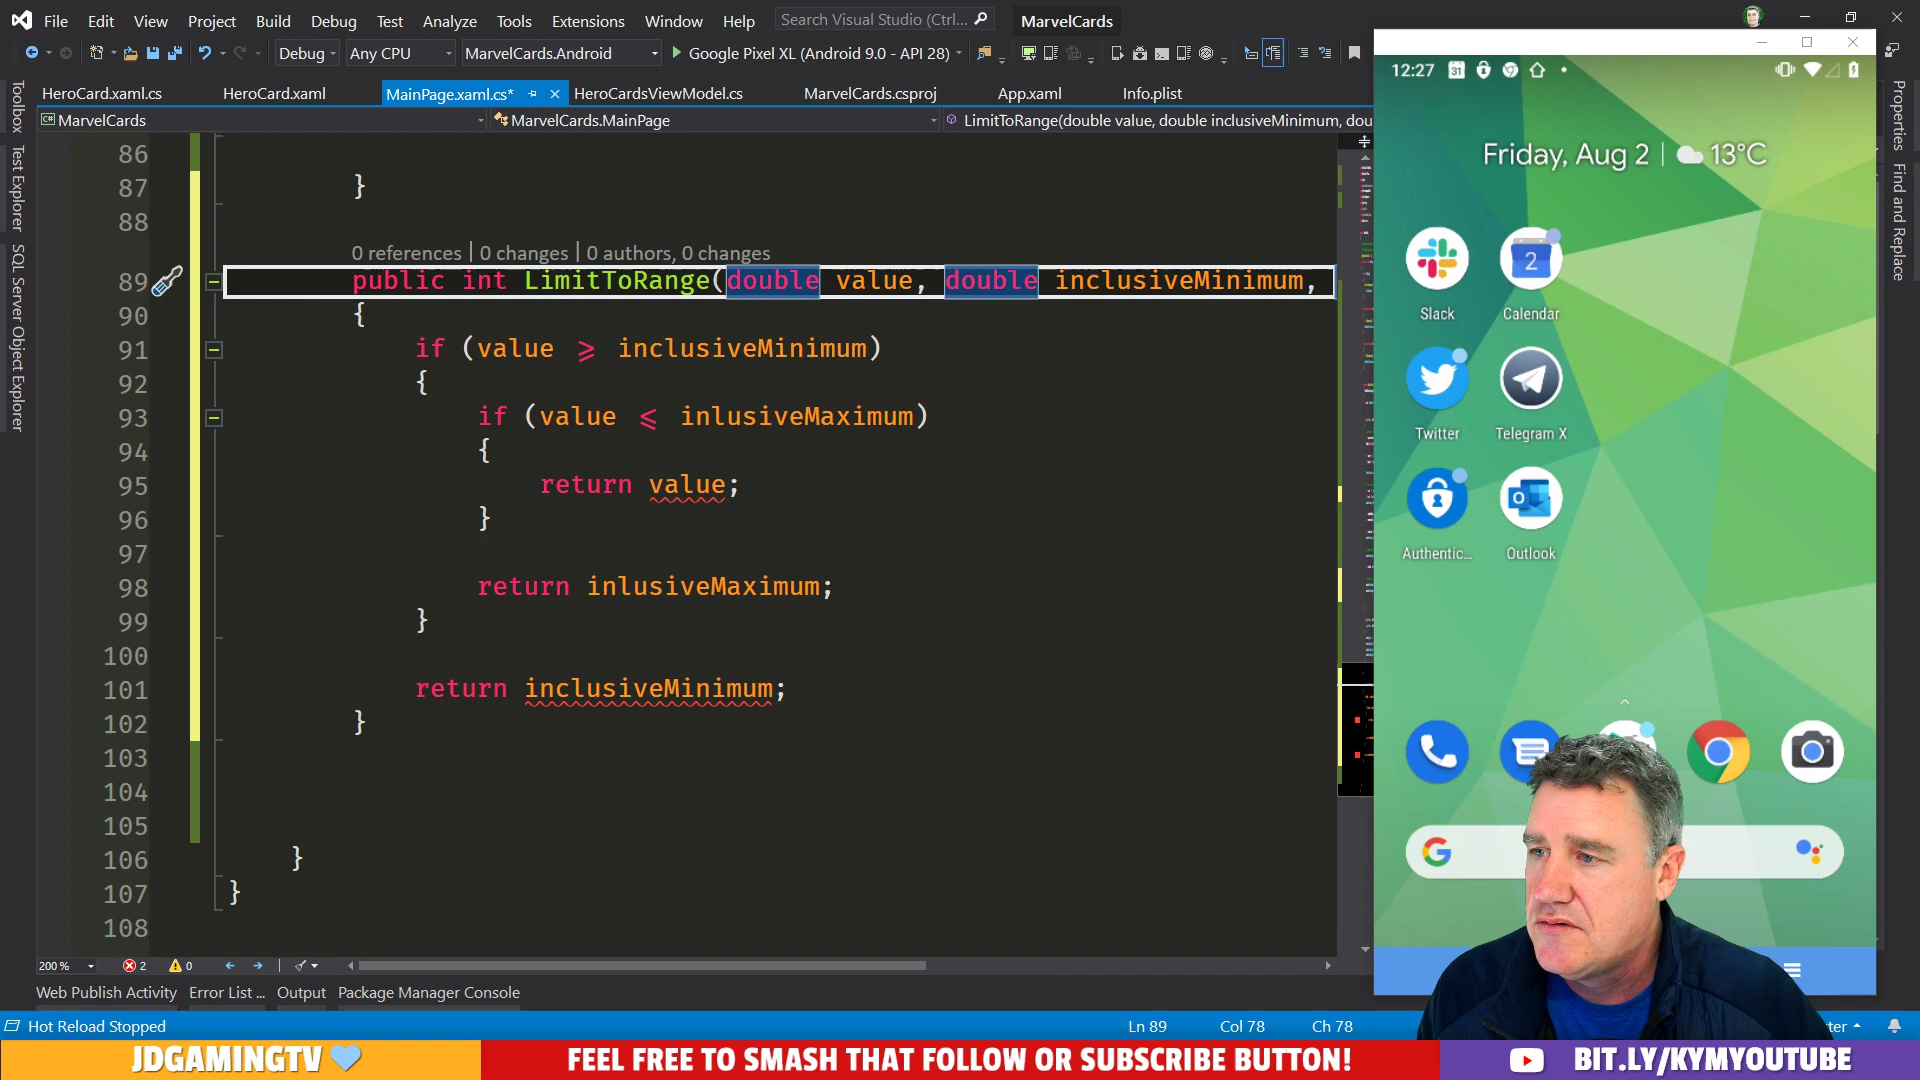 File Edit View Project Build Debug Test Analyze Tools Extensions Window Help Search Visual Studio (Ctrl... MarvelCards
Debug Any CPU MarvelCards.Android Google Pixel XL (Android 9.0 - API 28)
HeroCard.xaml.cs HeroCard.xaml MainPage.xaml.cs* HeroCardsViewModel.cs MarvelCards.csproj App.xaml Info.plist
MarvelCards MarvelCards.MainPage LimitToRange(double value, double inclusiveMinimum, dou
Toolbox
Test Explorer
SQL Server Object Explorer
86
87 }
88
0 references | 0 changes | 0 authors, 0 changes
89 public int LimitToRange(double value, double inclusiveMinimum,
90 {
91 if (value ⩾ inclusiveMinimum)
92 {
93 if (value ⩽ inlusiveMaximum)
94 {
95 return value;
96 }
97
98 return inlusiveMaximum;
99 }
100
101 return inclusiveMinimum;
102 }
103
104
105
106 }
107 }
108
200 % 2 0
Web Publish Activity Error List ... Output Package Manager Console
Hot Reload Stopped Ln 89 Col 78 Ch 78
12:27 31
Friday, Aug 2 | 13°C
2
Slack Calendar
Twitter Telegram X
Authentic... Outlook
G
Properties
Find and Replace
JDGAMINGTV
FEEL FREE TO SMASH THAT FOLLOW OR SUBSCRIBE BUTTON!
BIT.LY/KYMYOUTUBE